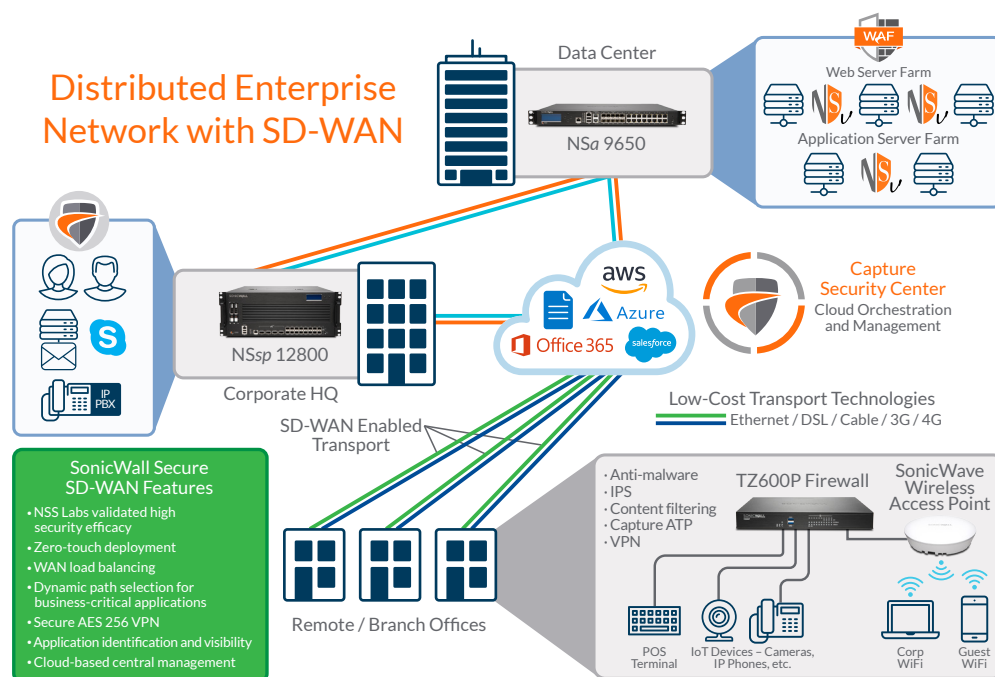 Distributed Enterprise
Network with SD-WAN
Data Center
NSa 9650
WAF
Web Server Farm
NSv
NSv
Application Server Farm
NSv
NSsp 12800
Corporate HQ
IP
PBX
aws
Azure
Office 365
salesforce
Capture
Security Center
Cloud Orchestration
and Management
Low-Cost Transport Technologies
Ethernet / DSL / Cable / 3G / 4G
SD-WAN Enabled
Transport
SonicWall Secure
SD-WAN Features
• NSS Labs validated high
security efficacy
• Zero-touch deployment
• WAN load balancing
• Dynamic path selection for
business-critical applications
• Secure AES 256 VPN
• Application identification and visibility
• Cloud-based central management
Remote / Branch Offices
· Anti-malware
· IPS
· Content filtering
· Capture ATP
· VPN
TZ600P Firewall
SonicWave
Wireless
Access Point
POS
Terminal
IoT Devices – Cameras,
IP Phones, etc.
Corp
WiFi
Guest
WiFi